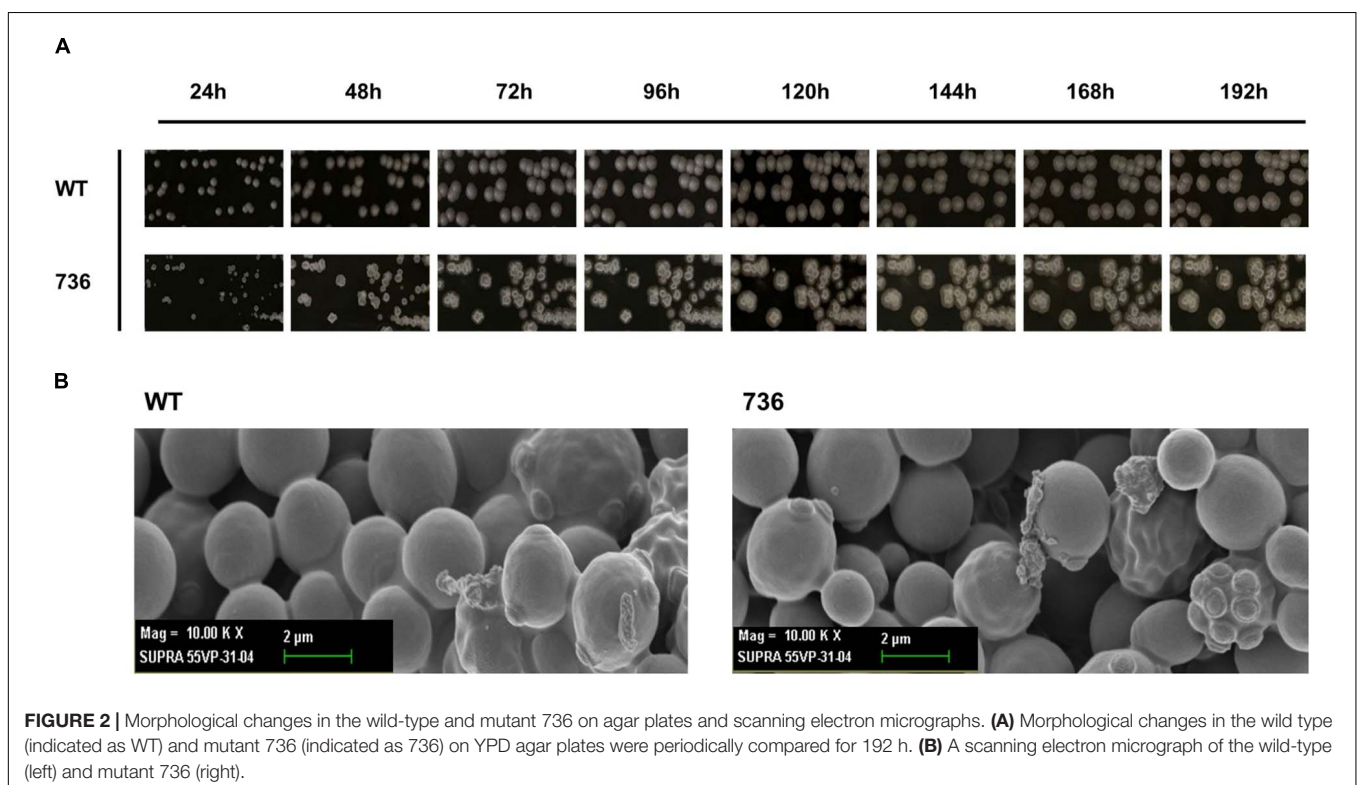 A
24h 48h 72h 96h 120h 144h 168h 192h
WT
736
B
WT 736
Mag = 10.00 K X 2 µm
SUPRA 55VP-31-04
Mag = 10.00 K X 2 µm
SUPRA 55VP-31-04
FIGURE 2 | Morphological changes in the wild-type and mutant 736 on agar plates and scanning electron micrographs. (A) Morphological changes in the wild type
(indicated as WT) and mutant 736 (indicated as 736) on YPD agar plates were periodically compared for 192 h. (B) A scanning electron micrograph of the wild-type
(left) and mutant 736 (right).